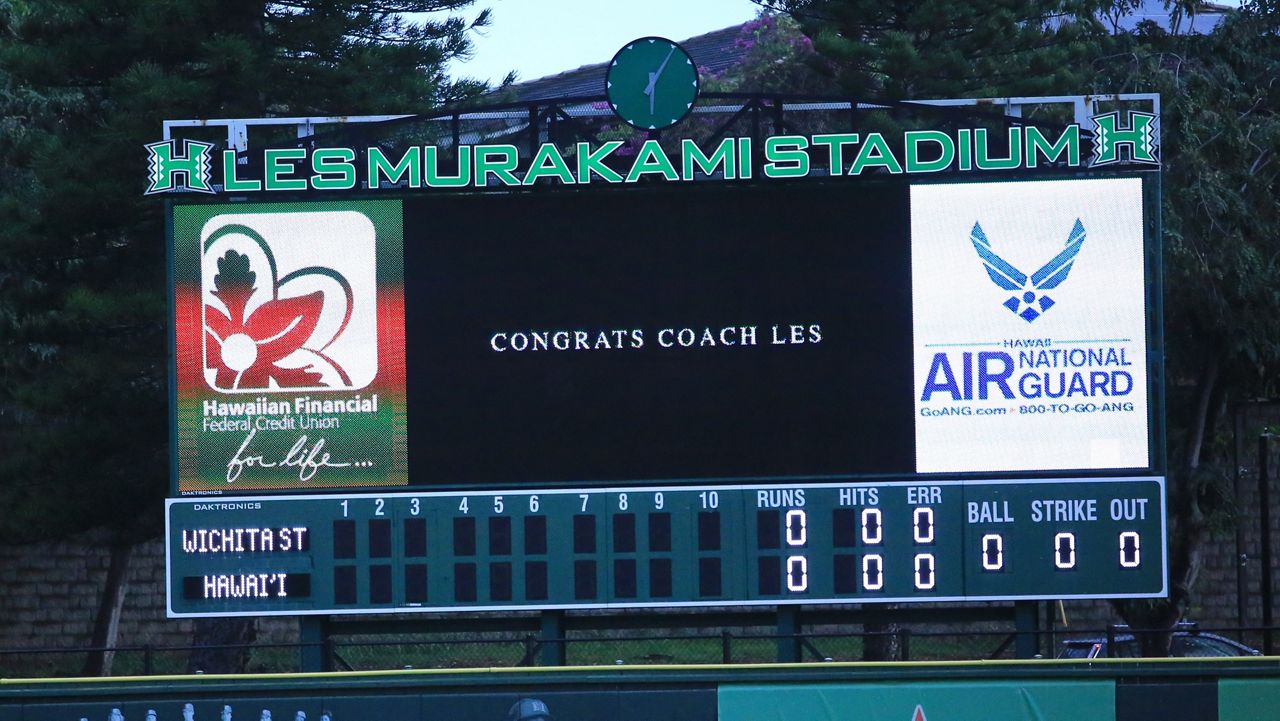 H LES MURAKAMI STADIUM H
Hawaiian Financial
Federal Credit Union
for life...
CONGRATS COACH LES
HAWAII
AIR NATIONAL GUARD
GoANG.com 800-TO-GO-ANG
DAKTRONICS
DAKTRONICS 1 2 3 4 5 6 7 8 9 10 RUNS HITS ERR BALL STRIKE OUT
WICHITA ST 0 0 0 0 0 0
HAWAI'I 0 0 0
H